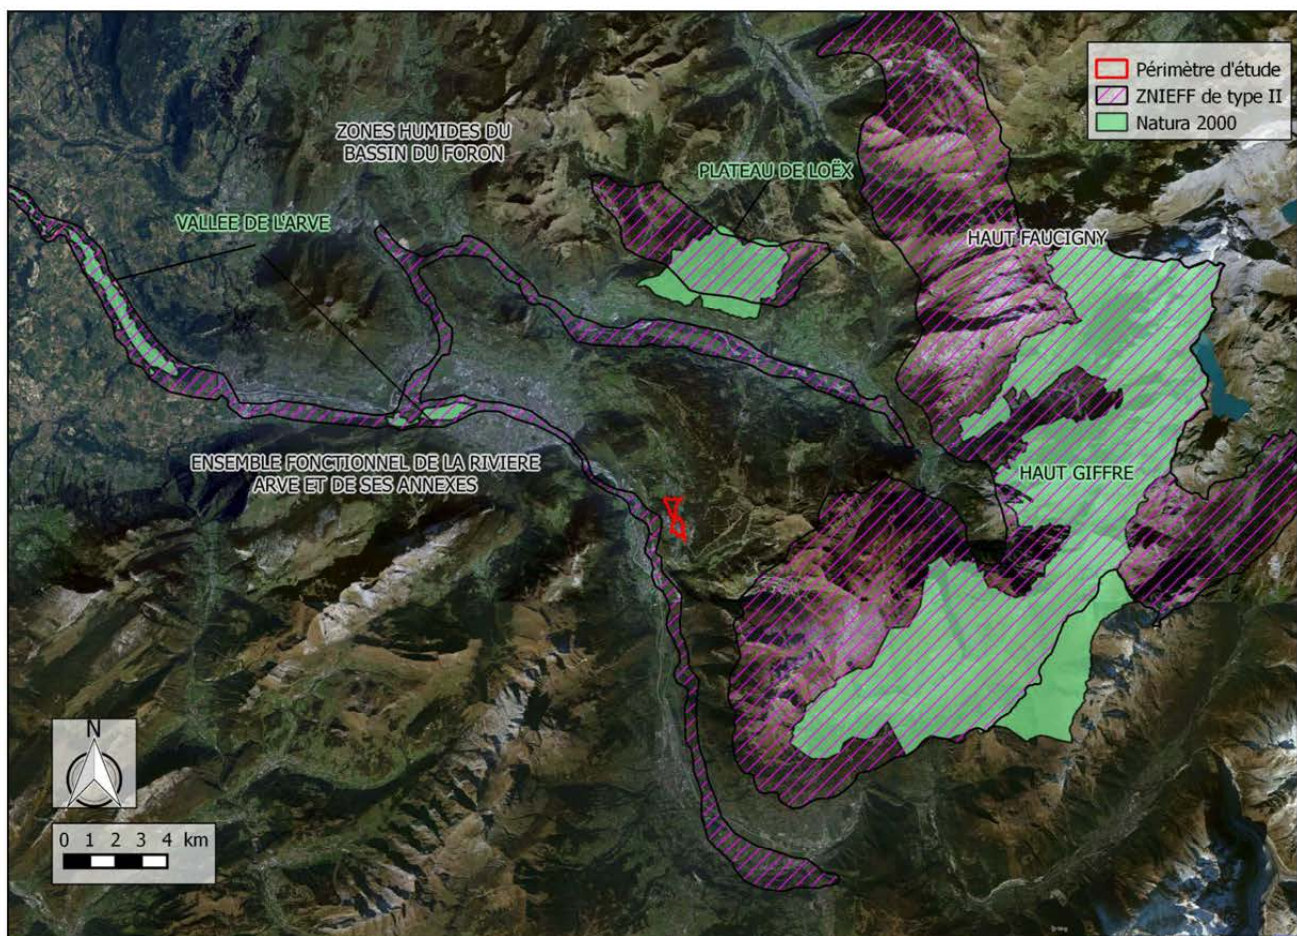 Périmètre d'étude
ZNIEFF de type II
Natura 2000
ZONES HUMIDES DU
BASSIN DU FORON
PLATEAU DE LOËX
VALLEE DE L'ARVE
HAUT FAUCIGNY
ENSEMBLE FONCTIONNEL DE LA RIVIERE
ARVE ET DE SES ANNEXES
HAUT GIFFRE
N
0 1 2 3 4 km